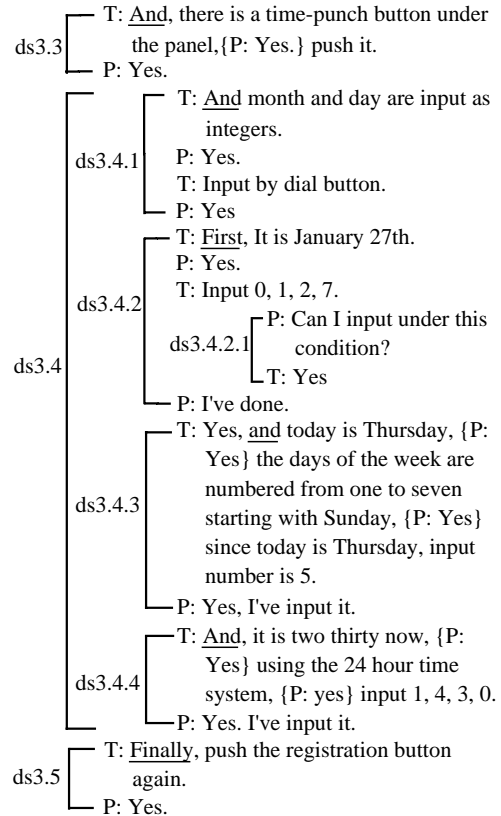 T: And, there is a time-punch button under
the panel,{P: Yes.} push it.
ds3.3
P: Yes.
T: And month and day are input as
integers.
P: Yes.
ds3.4.1
T: Input by dial button.
P: Yes
T: First, It is January 27th.
P: Yes.
T: Input 0, 1, 2, 7.
ds3.4.2
P: Can I input under this
condition?
ds3.4.2.1
T: Yes
ds3.4
P: I've done.
T: Yes, and today is Thursday, {P:
Yes} the days of the week are
numbered from one to seven
ds3.4.3
starting with Sunday, {P: Yes}
since today is Thursday, input
number is 5.
P: Yes, I've input it.
T: And, it is two thirty now, {P:
Yes} using the 24 hour time
ds3.4.4
system, {P: yes} input 1, 4, 3, 0.
P: Yes. I've input it.
T: Finally, push the registration button
again.
ds3.5
P: Yes.